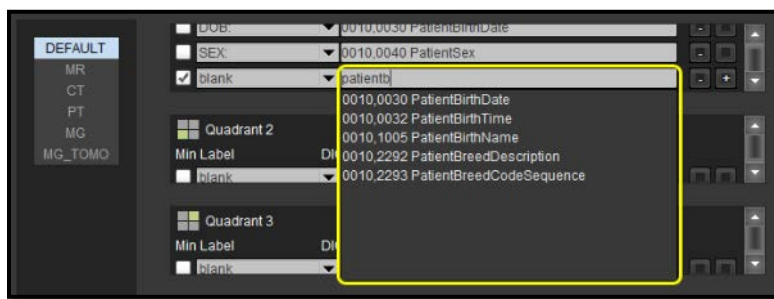 DOB: 0010,0030 PatientBirthDate
DEFAULT
SEX: 0010,0040 PatientSex
MR
blank patientb - +
CT
0010,0030 PatientBirthDate
PT
0010,0032 PatientBirthTime
MG
Quadrant 2
0010,1005 PatientBirthName
MG_TOMO
Min Label DI
0010,2292 PatientBreedDescription
blank
0010,2293 PatientBreedCodeSequence
Quadrant 3
Min Label DI
blank